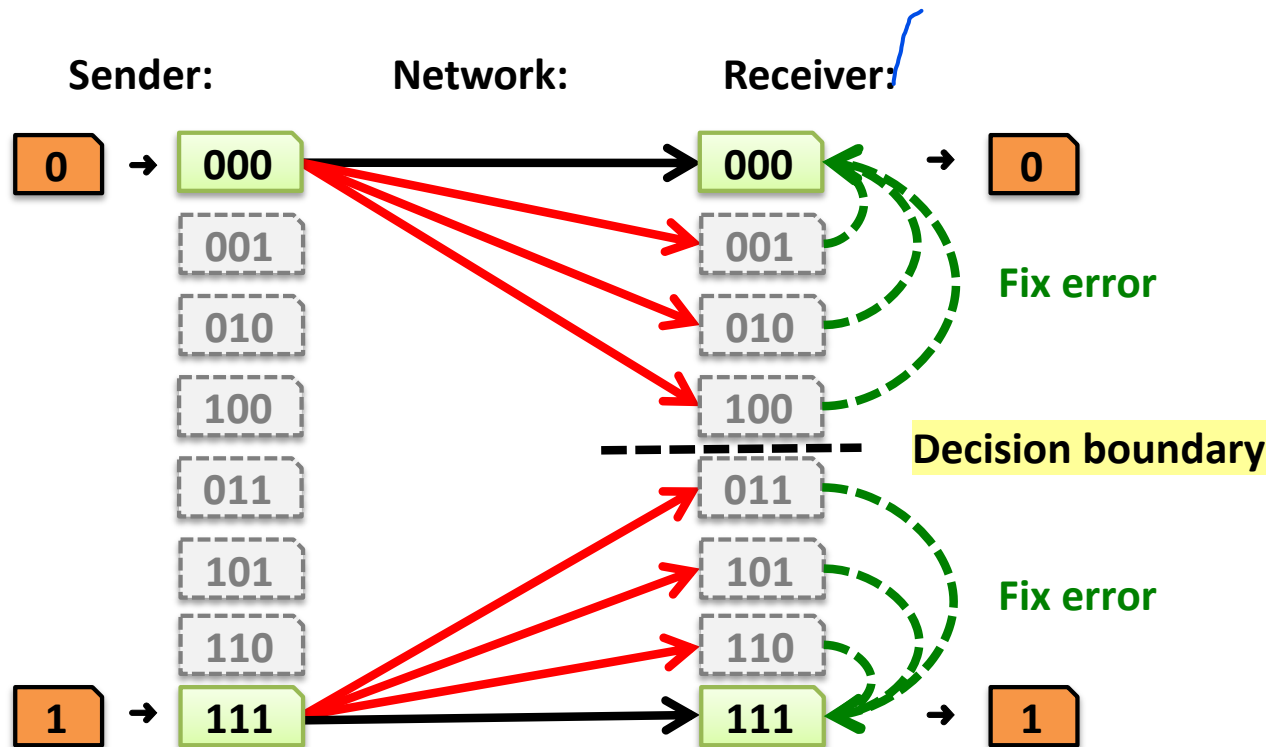 Sender: Network: Receiver:
0 000 000 0
001 001
010 010
Fix error
100 100
Decision boundary
011 011
101 101
Fix error
110 110
1 111 111 1